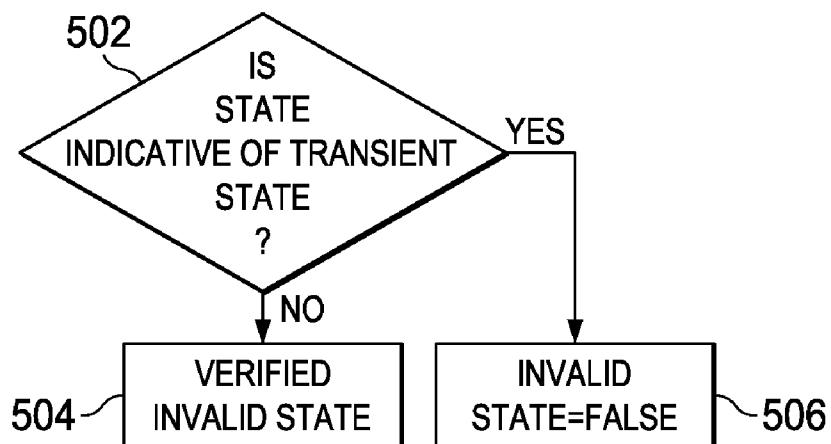 502
IS
STATE
INDICATIVE OF TRANSIENT
STATE
?
YES
NO
504
VERIFIED
INVALID STATE
INVALID
STATE=FALSE
506